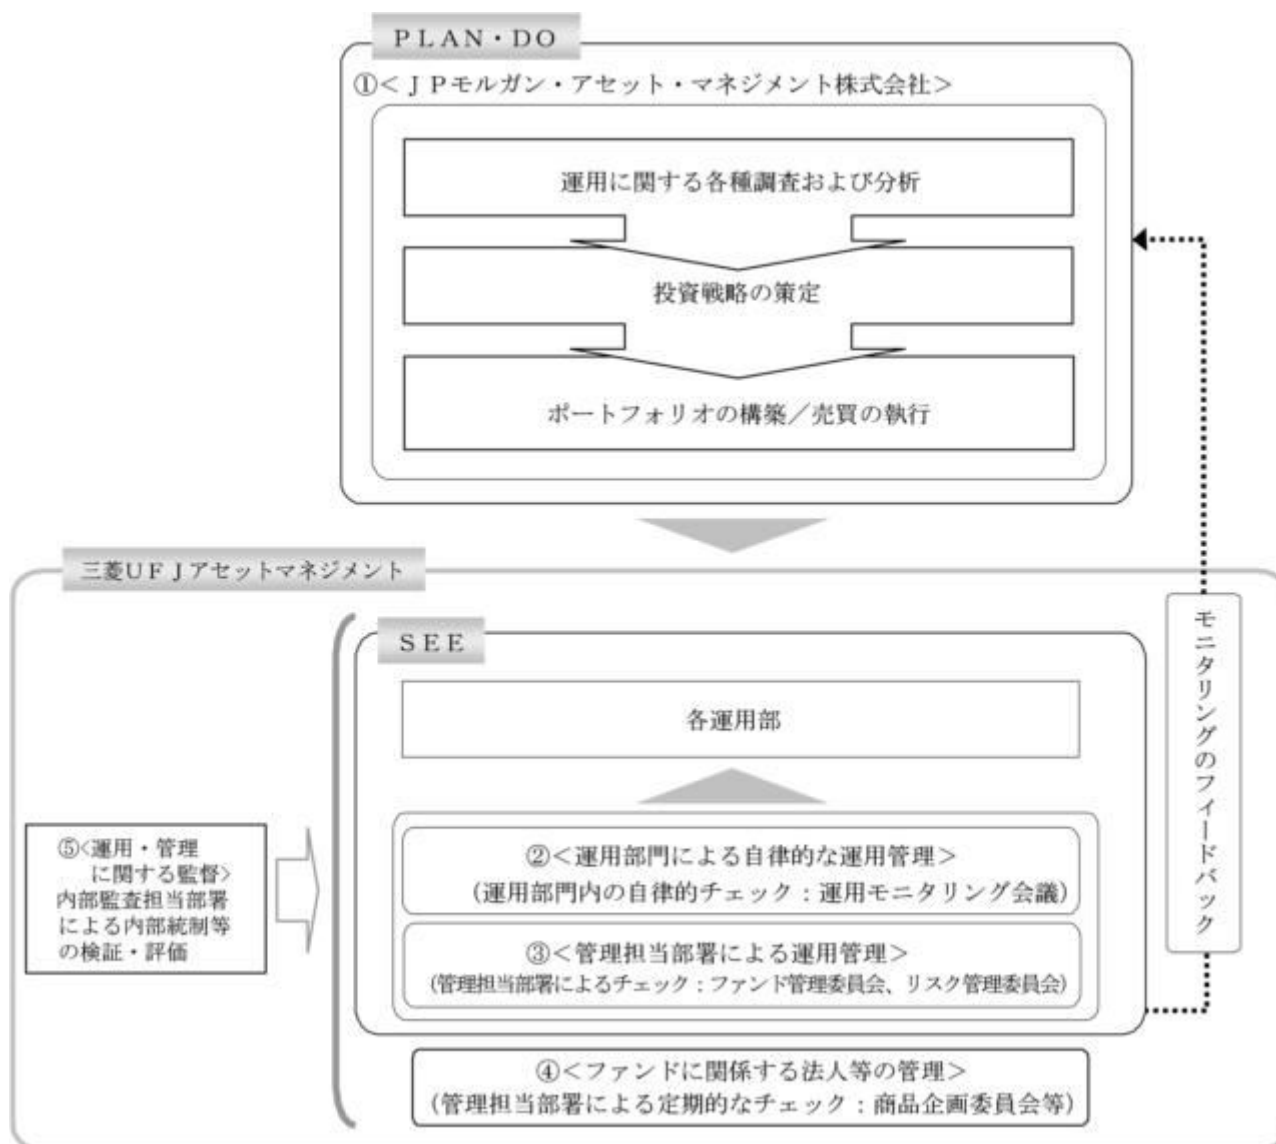 ＰＬＡＮ・ＤＯ
①＜ＪＰモルガン・アセット・マネジメント株式会社＞
運用に関する各種調査および分析
投資戦略の策定
ポートフォリオの構築／売買の執行
三菱ＵＦＪアセットマネジメント
ＳＥＥ
各運用部
②＜運用部門による自律的な運用管理＞
（運用部門内の自律的チェック：運用モニタリング会議）
③＜管理担当部署による運用管理＞
（管理担当部署によるチェック：ファンド管理委員会、リスク管理委員会）
④＜ファンドに関係する法人等の管理＞
（管理担当部署による定期的なチェック：商品企画委員会等）
⑤<運用・管理
に関する監督>
内部監査担当部署
による内部統制等
の検証・評価
モニタリングのフィードバック